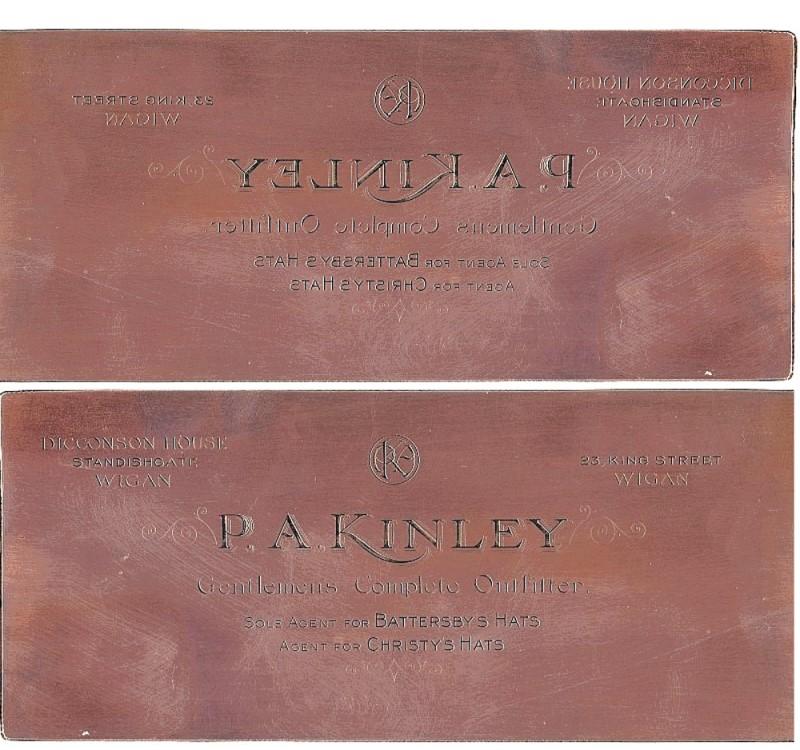 DICCONSON HOUSE
STANDISHGATE
WIGAN
23, KING STREET
WIGAN
P. A. KINLEY
Gentlemen's Complete Outfitter.
SOLE AGENT FOR BATTERSBY'S HATS
AGENT FOR CHRISTY'S HATS
DICCONSON HOUSE
STANDISHGATE
WIGAN
23, KING STREET
WIGAN
P. A. KINLEY
Gentlemen's Complete Outfitter.
SOLE AGENT FOR BATTERSBY'S HATS
AGENT FOR CHRISTY'S HATS